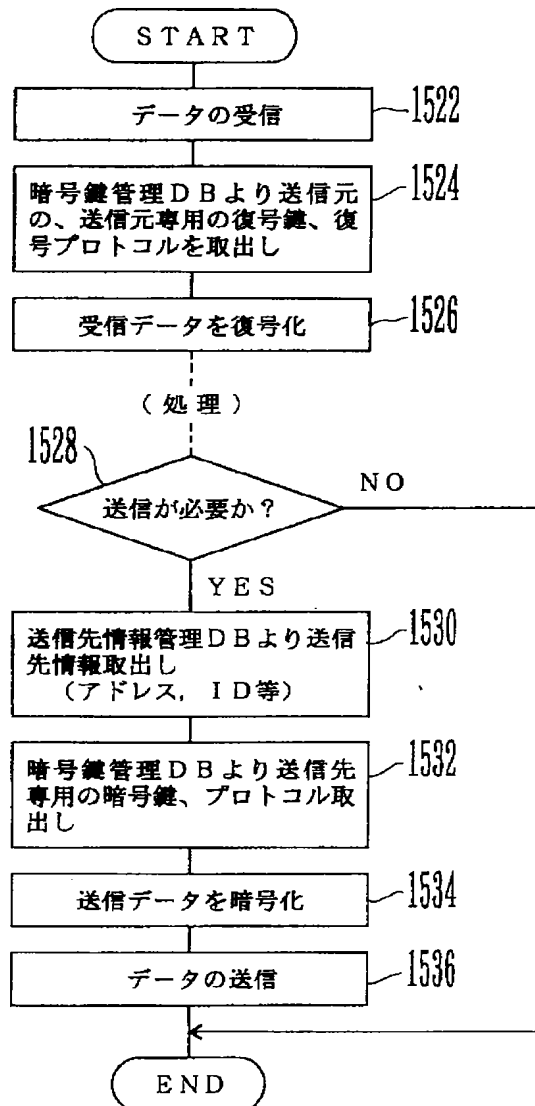 START
データの受信
1522
暗号鍵管理DBより送信元
の、送信元専用の復号鍵、復
号プロトコルを取出し
1524
受信データを復号化
1526
(処理)
1528
送信が必要か?
NO
YES
送信先情報管理DBより送信
先情報取出し
(アドレス, ID等)
1530
暗号鍵管理DBより送信先
専用の暗号鍵、プロトコル取
出し
1532
送信データを暗号化
1534
データの送信
1536
END